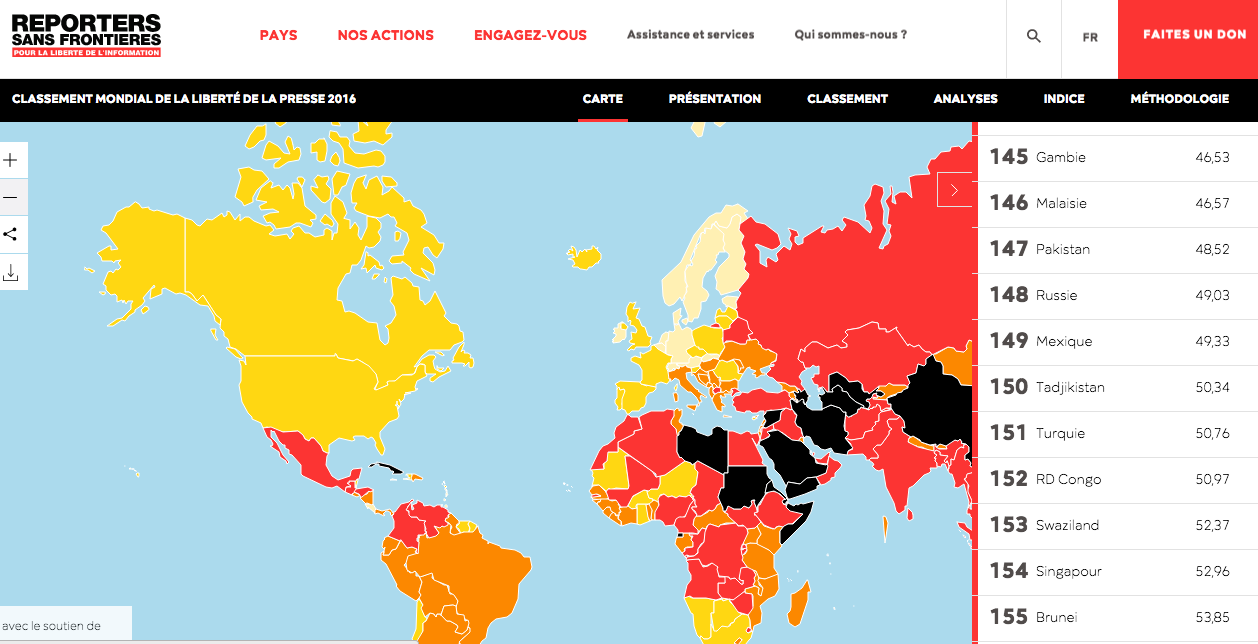 REPORTERS
SANS FRONTIERES
POUR LA LIBERTE DE L'INFORMATION
PAYS
NOS ACTIONS
ENGAGEZ-VOUS
Assistance et services
Qui sommes-nous ?
FR
FAITES UN DON
CLASSEMENT MONDIAL DE LA LIBERTÉ DE LA PRESSE 2016
CARTE
PRÉSENTATION
CLASSEMENT
ANALYSES
INDICE
MÉTHODOLOGIE
145 Gambie 46,53
146 Malaisie 46,57
147 Pakistan 48,52
148 Russie 49,03
149 Mexique 49,33
150 Tadjikistan 50,34
151 Turquie 50,76
152 RD Congo 50,97
153 Swaziland 52,37
154 Singapour 52,96
155 Brunei 53,85
avec le soutien de